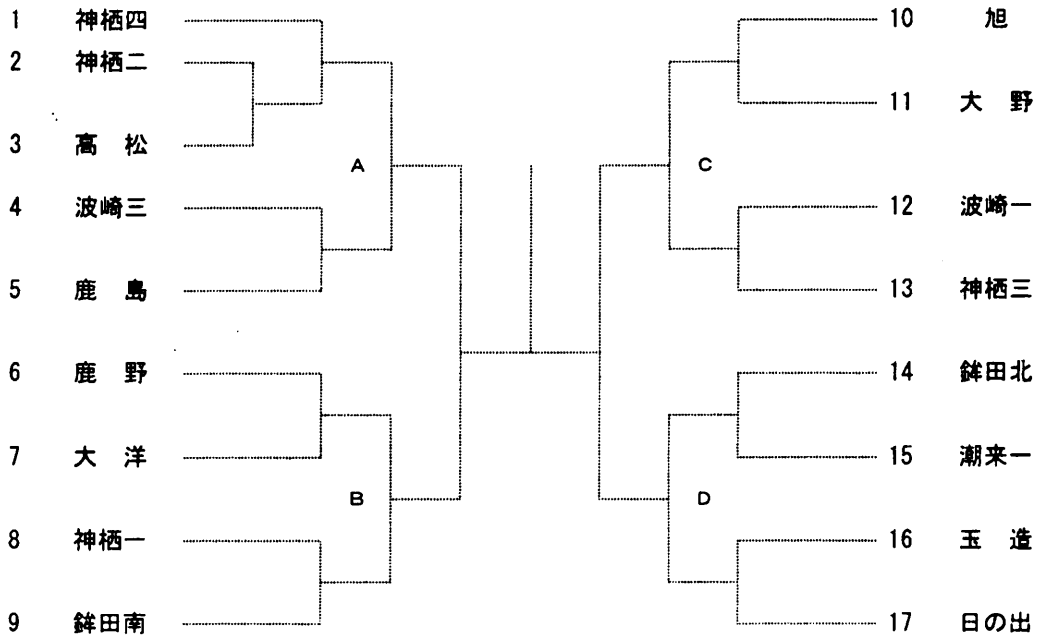 1 神栖四
2 神栖二
3 高松
A
4 波崎三
5 鹿島
6 鹿野
7 大洋
B
8 神栖一
9 鉾田南
10 旭
11 大野
C
12 波崎一
13 神栖三
14 鉾田北
15 潮来一
D
16 玉造
17 日の出